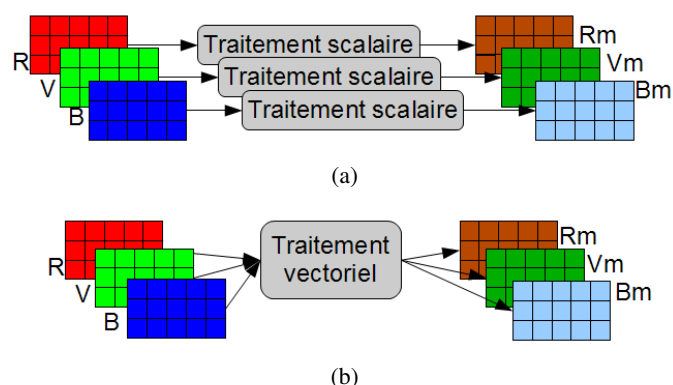 Traitement scalaire
Rm
R
Traitement scalaire
Vm
V
Traitement scalaire
Bm
B
(a)
Traitement
vectoriel
Rm
R
Vm
V
Bm
B
(b)